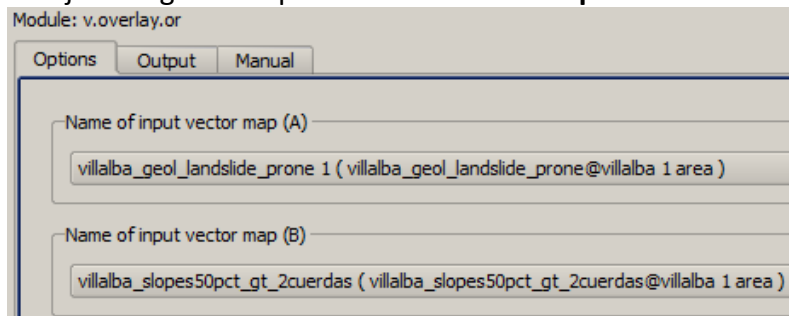 Module: v.overlay.or
Options Output Manual
Name of input vector map (A)
villalba_geol_landslide_prone 1 ( villalba_geol_landslide_prone@villalba 1 area )
Name of input vector map (B)
villalba_slopes50pct_gt_2cuerdas ( villalba_slopes50pct_gt_2cuerdas@villalba 1 area )